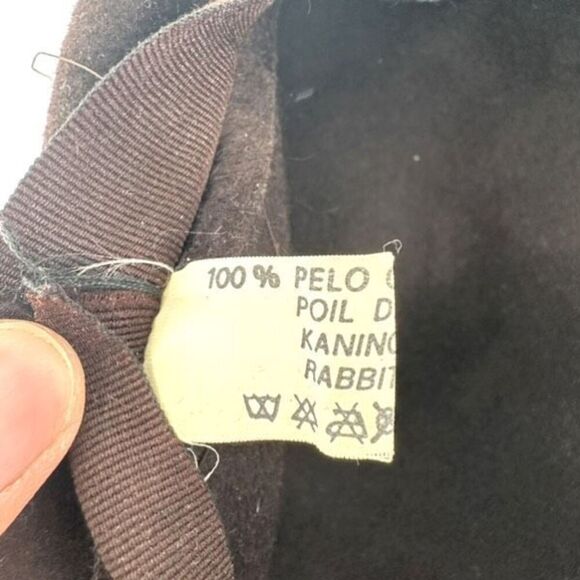 100% PELO
POIL D
KANINC
RABBIT